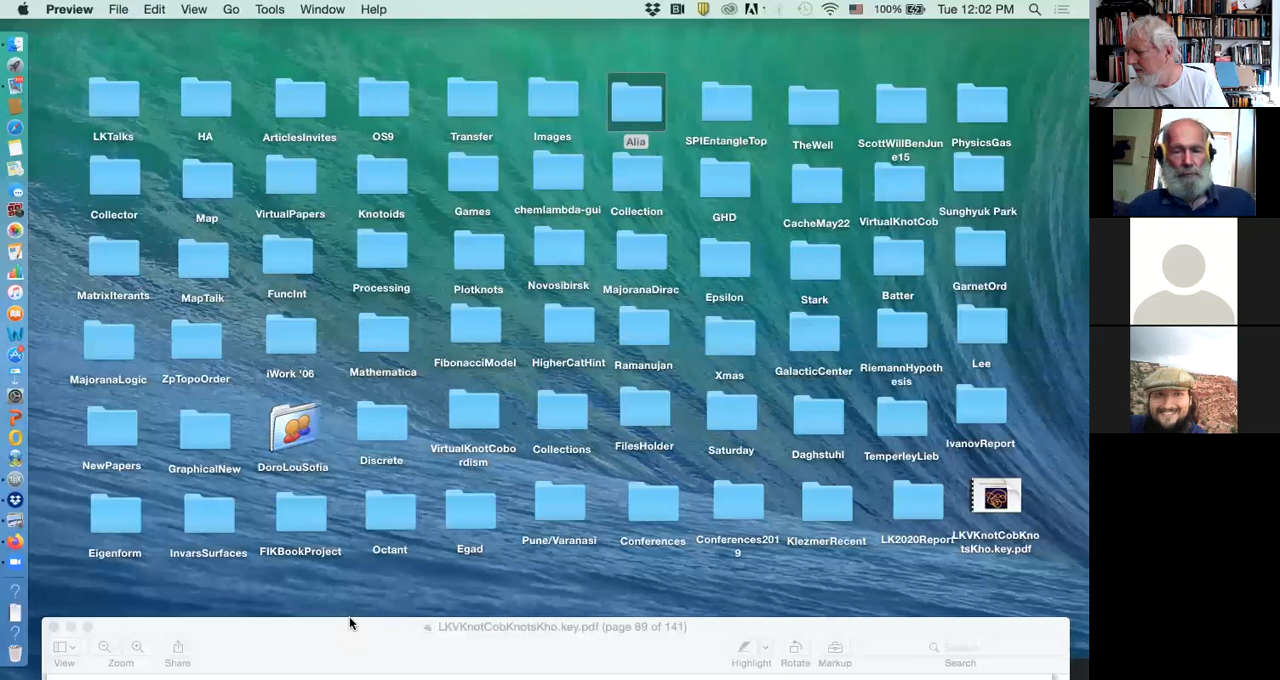 Preview File Edit View Go Tools Window Help 100% Tue 12:02 PM
LKTalks HA ArticlesInvites OS9 Transfer Images Alia SPIEntangleTop TheWell ScottWillBenJun PhysicsGas
e15
Collector Map VirtualPapers Knotoids Games chemlambda-gui Collection GHD CacheMay22 VirtualKnotCob Sunghyuk Park
MatrixIterants MapTalk FuncInt Processing Plotknots Novosibirsk MajoranaDirac Epsilon Stark Batter GarnetOrd
MajoranaLogic ZpTopoOrder iWork '06 Mathematica FibonacciModel HigherCatHint Ramanujan Xmas GalacticCenter RiemannHypoth Lee
esis
NewPapers GraphicalNew DoroLouSofia Discrete VirtualKnotCobo Collections FilesHolder Saturday Daghstuhl TemperleyLieb IvanovReport
rdism
Eigenform InvarsSurfaces FIKBookProject Octant Egad Pune/Varanasi Conferences Conferences201 KlezmerRecent LK2020Report LKVKnotCobKno
9 tsKho.key.pdf
LKVKnotCobKnotsKho.key.pdf (page 89 of 141)
View Zoom Share Highlight Rotate Markup Search